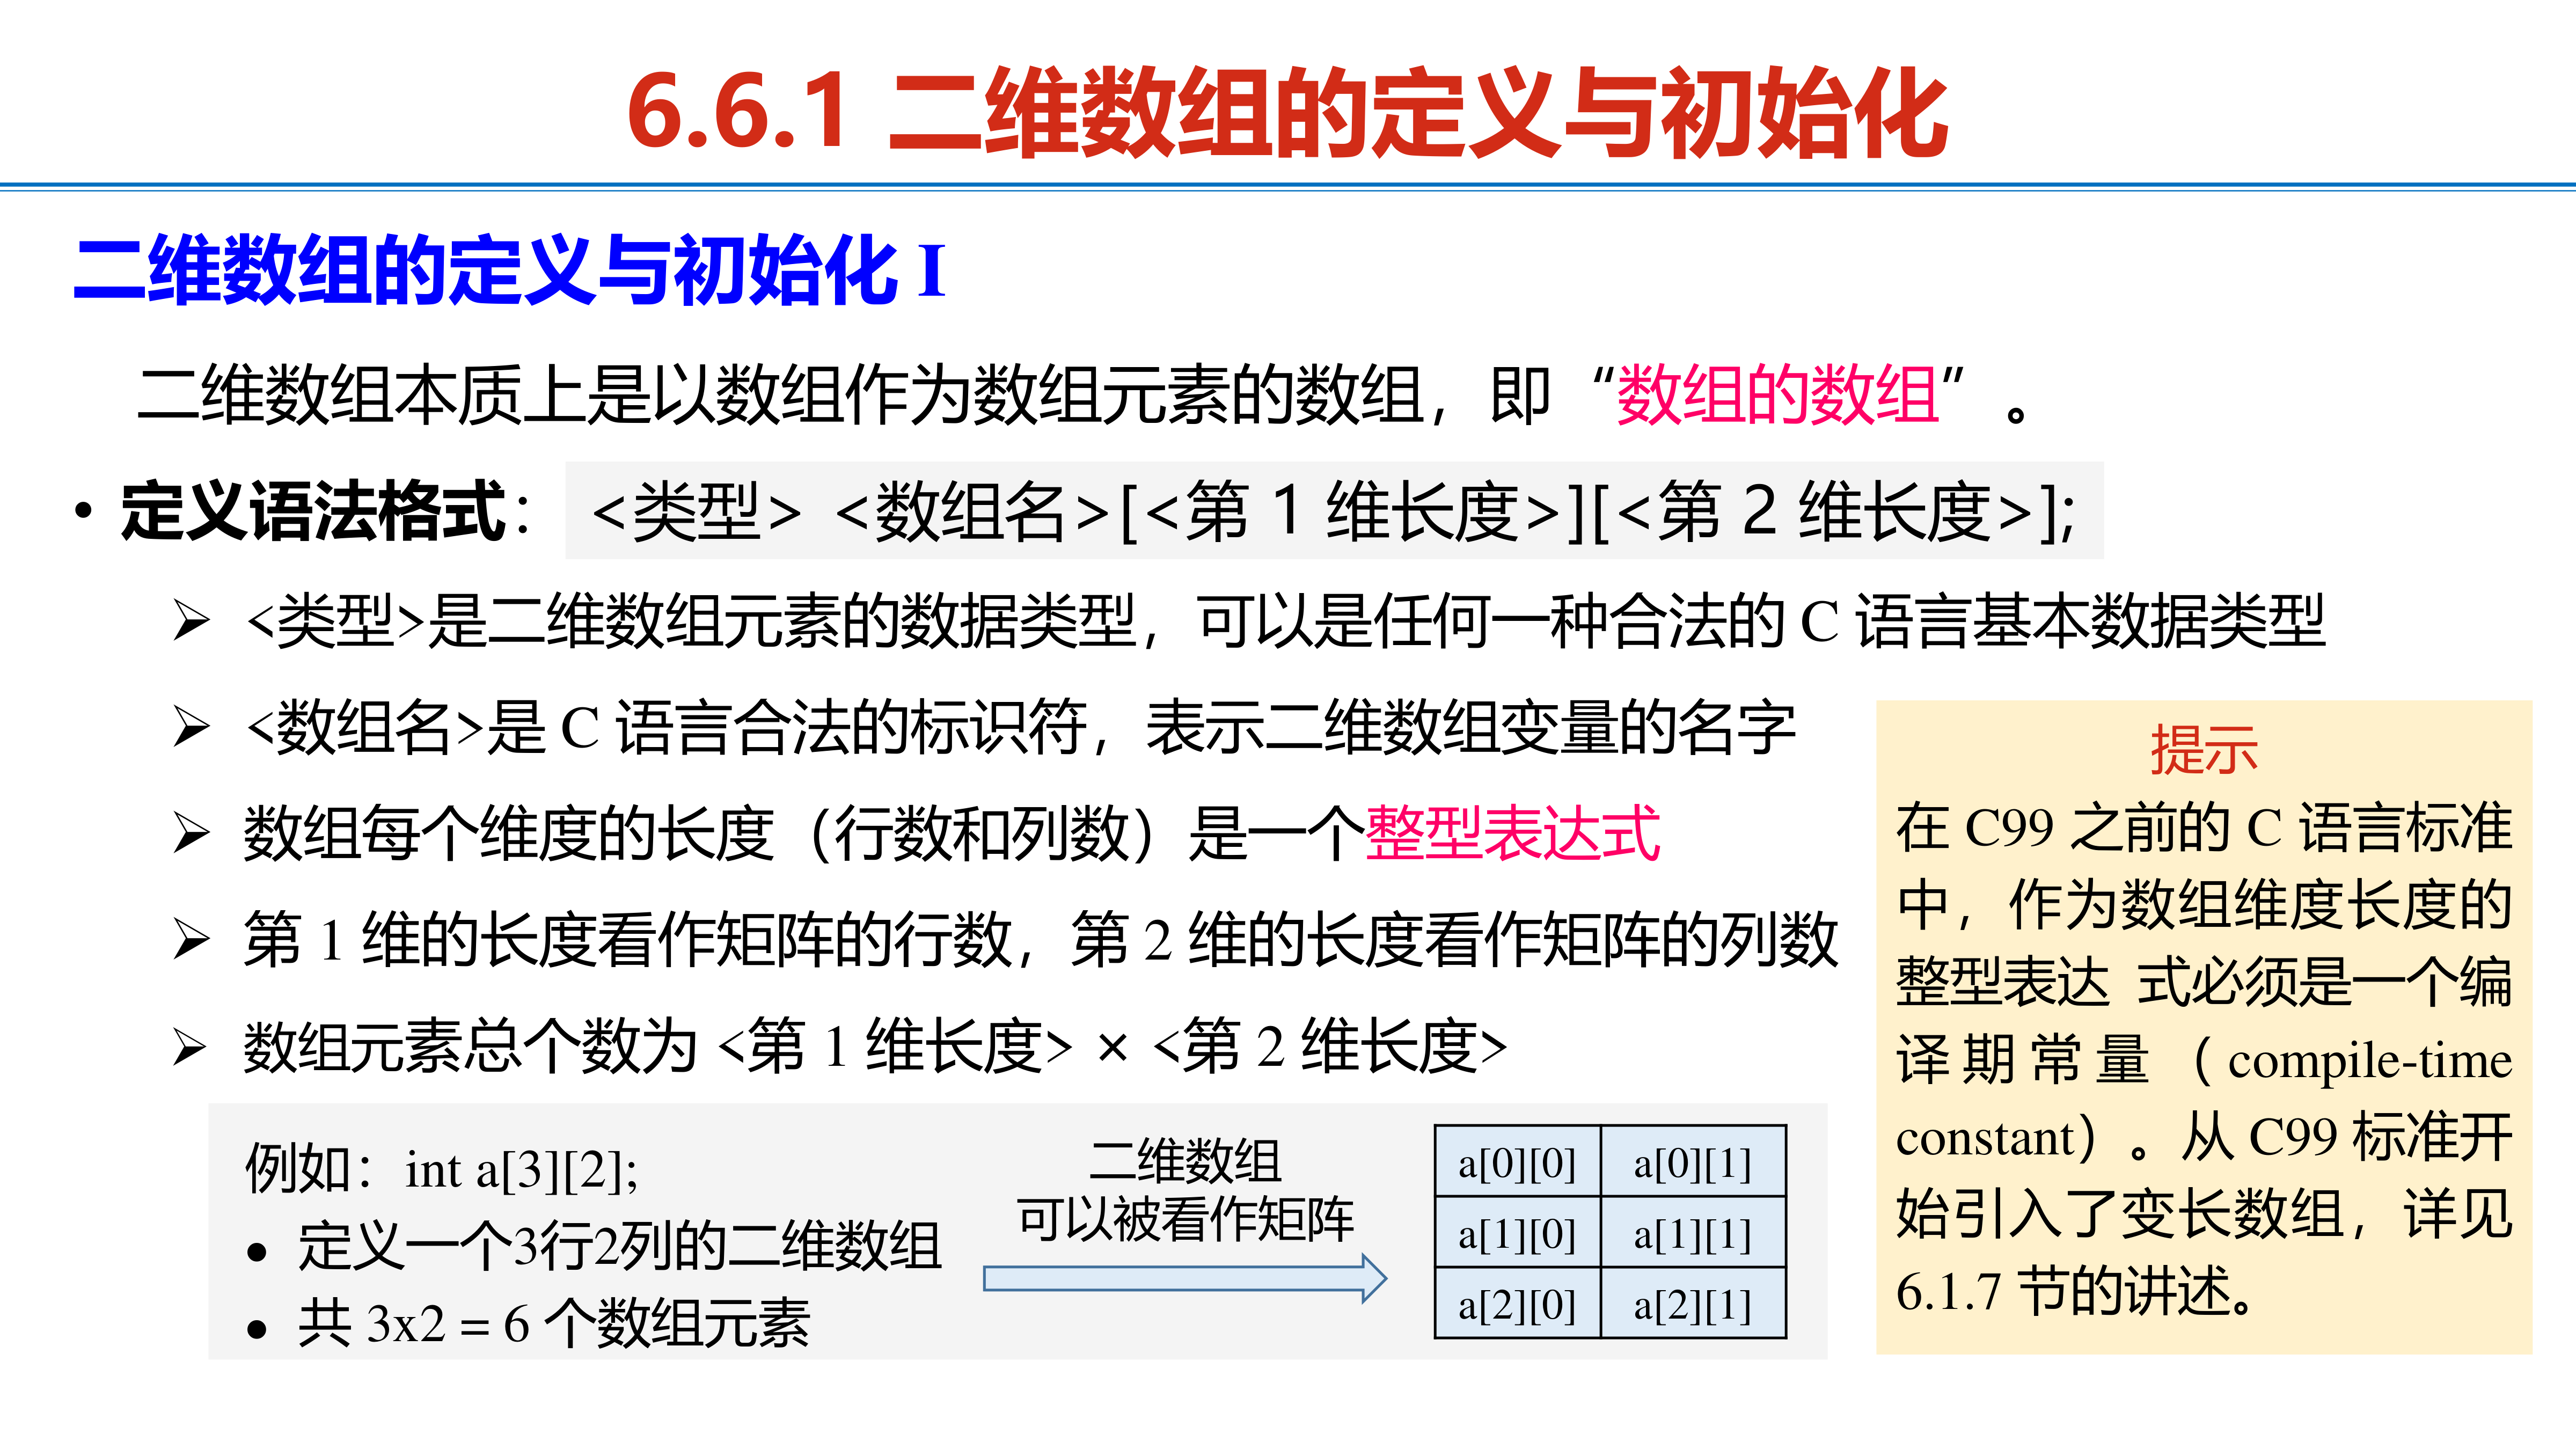 6.6.1 二维数组的定义与初始化
二维数组的定义与初始化 I
二维数组本质上是以数组作为数组元素的数组，即“数组的数组”。
• 定义语法格式： <类型> <数组名>[<第 1 维长度>][<第 2 维长度>];
➢ <类型>是二维数组元素的数据类型，可以是任何一种合法的 C 语言基本数据类型
➢ <数组名>是 C 语言合法的标识符，表示二维数组变量的名字
➢ 数组每个维度的长度（行数和列数）是一个整型表达式
➢ 第 1 维的长度看作矩阵的行数，第 2 维的长度看作矩阵的列数
➢ 数组元素总个数为 <第 1 维长度> × <第 2 维长度>
例如：int a[3][2];
● 定义一个3行2列的二维数组
● 共 3x2 = 6 个数组元素
二维数组
可以被看作矩阵
a[0][0] a[0][1]
a[1][0] a[1][1]
a[2][0] a[2][1]
提示
在 C99 之前的 C 语言标准
中，作为数组维度长度的
整型表达 式必须是一个编
译期常量（compile-time
constant）。从 C99 标准开
始引入了变长数组，详见
6.1.7 节的讲述。